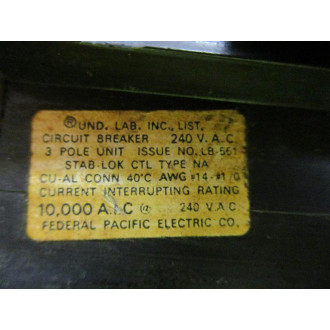 ® UND. LAB. INC., LIST.
CIRCUIT BREAKER 240 V.A.C.
3 POLE UNIT ISSUE NO. LB-561
STAB-LOK CTL TYPE NA
CU-AL CONN 40°C AWG #14-#1/0
CURRENT INTERRUPTING RATING
10,000 A.I.C @ 240 V.A.C
FEDERAL PACIFIC ELECTRIC CO.